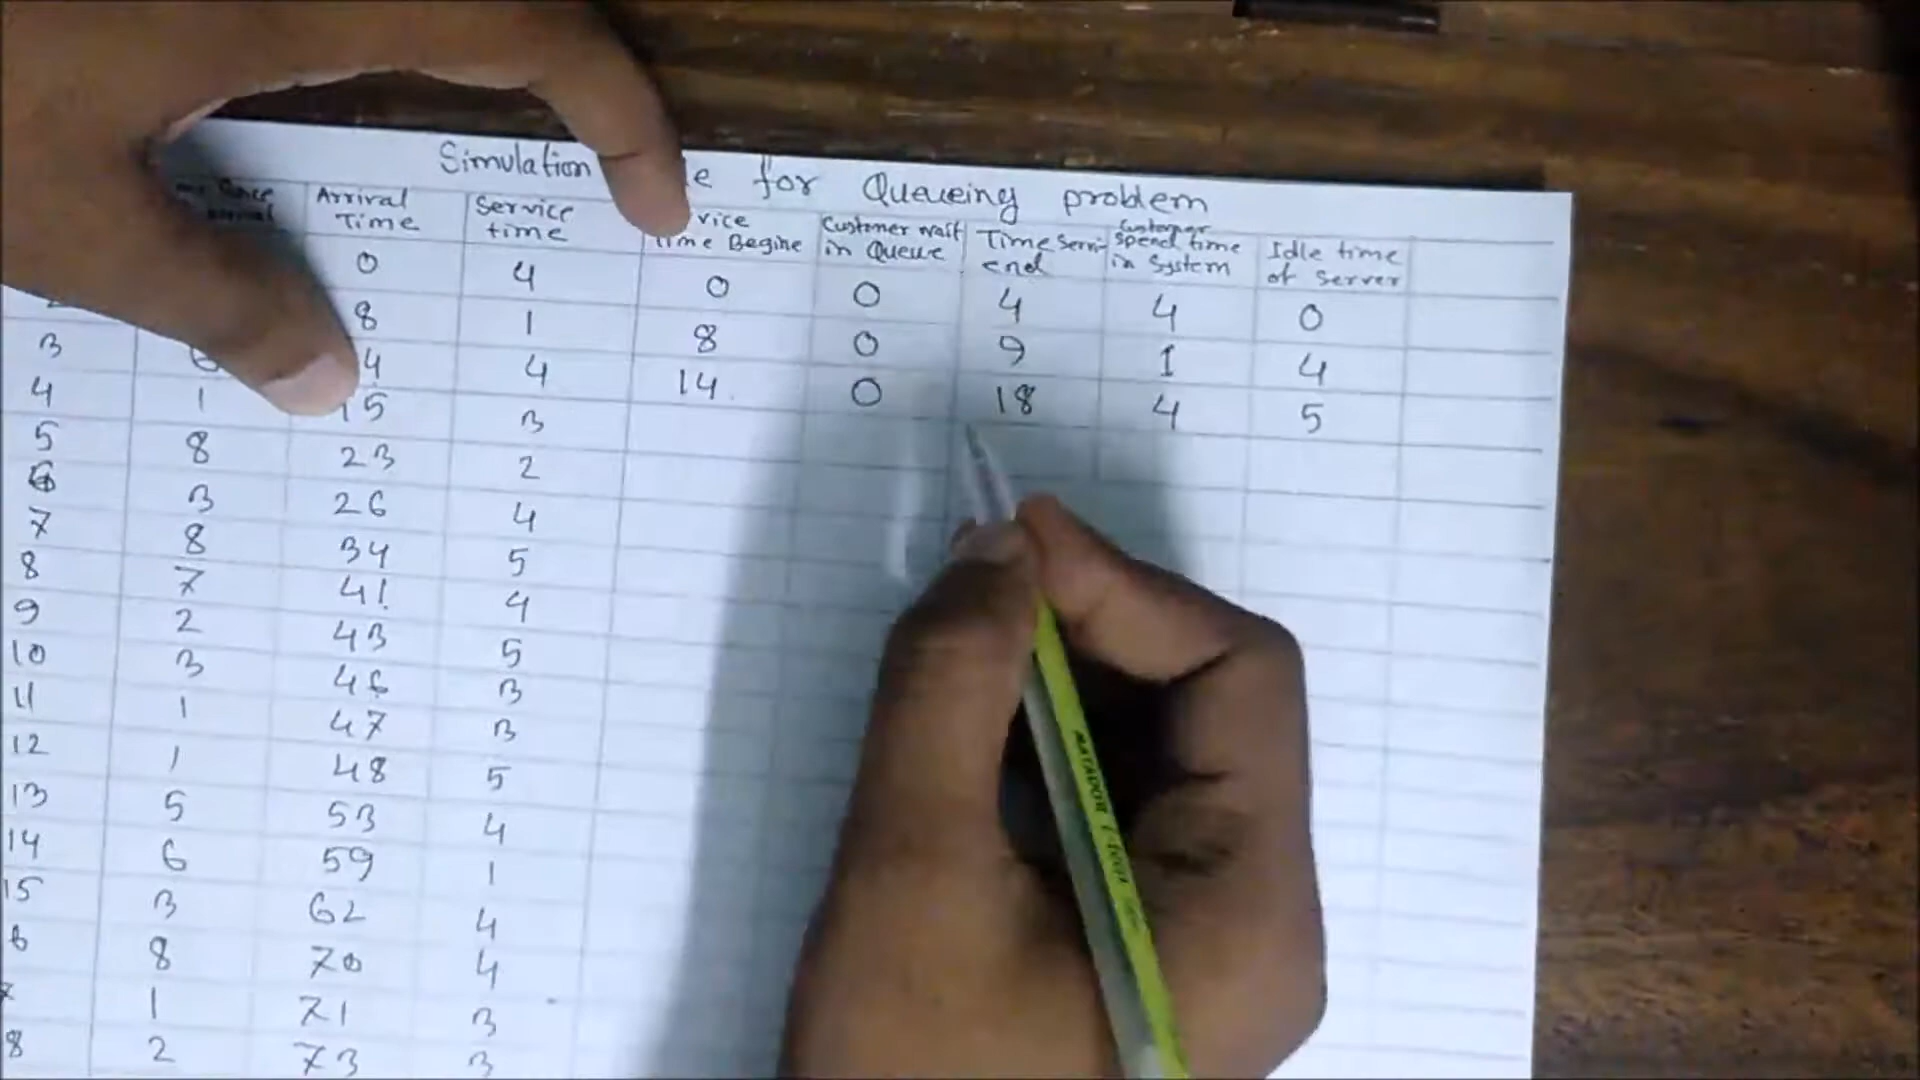 Simulation for Queueing problem
Arrival Time Service time Time Begine Customer wait in Queue Time Servi- end Customer spend time in System Idle time of server
0 4 0 0 4 4 0
8 1 8 0 9 1 4
3 6 4 4 14 0 18 4 5
4 1 15 3
5 8 23 2
6 3 26 4
7 8 34 5
8 7 41 4
9 2 43 5
10 3 46 3
11 1 47 3
12 1 48 5
13 5 53 4
14 6 59 1
15 3 62 4
6 8 70 4
1 71 3
8 2 73 3
MATADOR